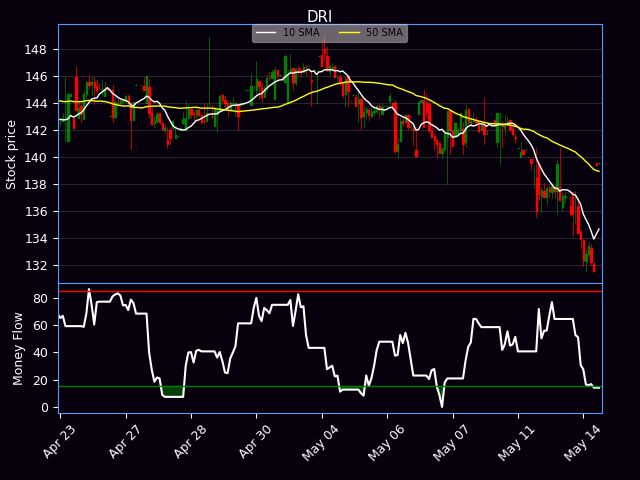 DRI
10 SMA
50 SMA
Stock price
148
146
144
142
140
138
136
134
132
Money Flow
80
60
40
20
0
Apr 23
Apr 27
Apr 28
Apr 30
May 04
May 06
May 07
May 11
May 14